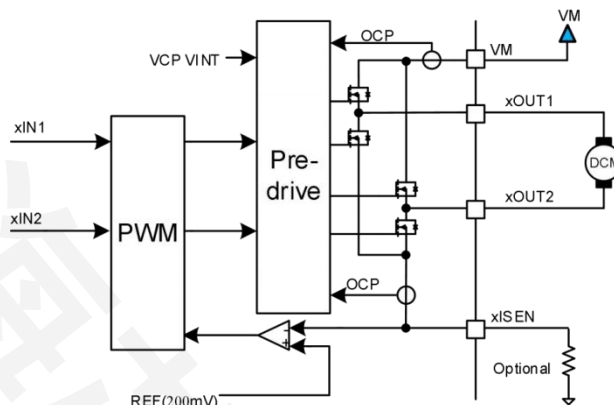 VM
OCP
VM
VCP VINT
xOUT1
xIN1
Pre-
drive
DCM
xIN2
PWM
xOUT2
OCP
xISEN
-
+
Optional
REF(200mV)